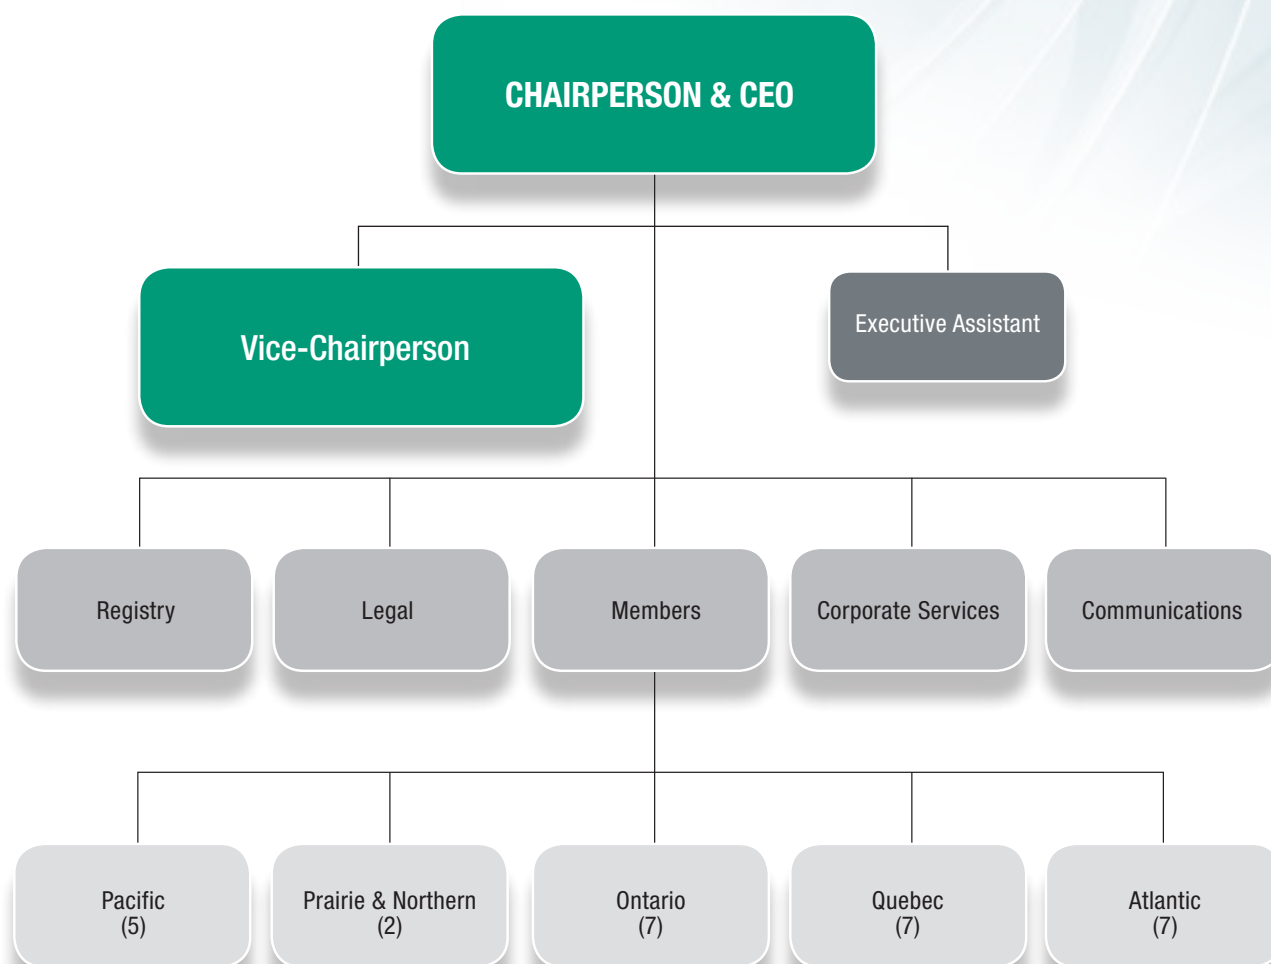 CHAIRPERSON & CEO
Vice-Chairperson
Executive Assistant
Registry
Legal
Members
Corporate Services
Communications
Pacific
(5)
Prairie & Northern
(2)
Ontario
(7)
Quebec
(7)
Atlantic
(7)